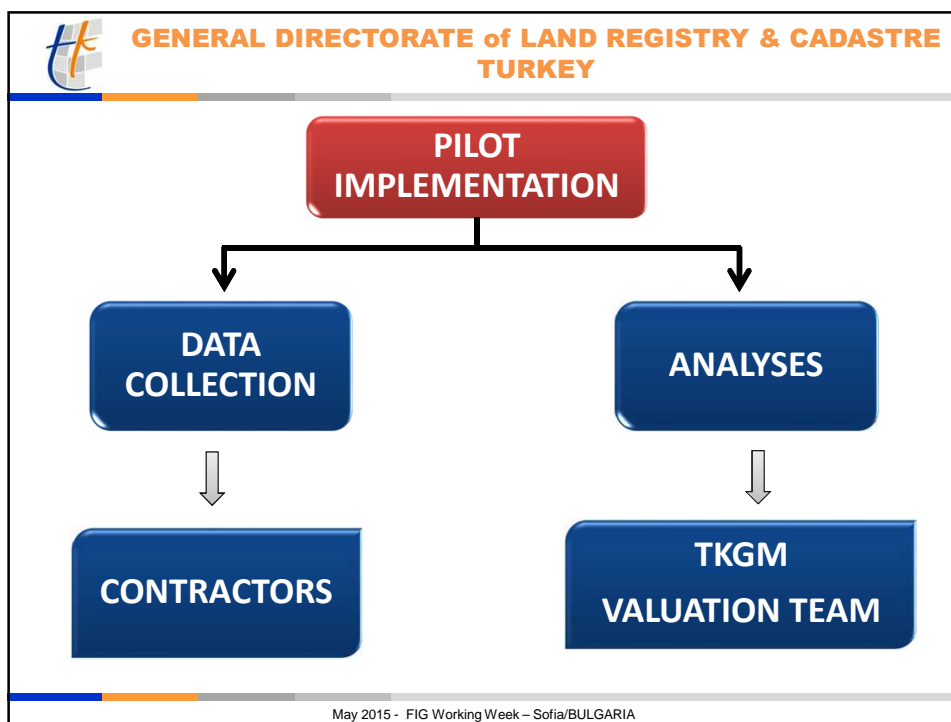 GENERAL DIRECTORATE of LAND REGISTRY & CADASTRE
TURKEY
PILOT
IMPLEMENTATION
DATA
COLLECTION
ANALYSES
CONTRACTORS
TKGM
VALUATION TEAM
May 2015 - FIG Working Week – Sofia/BULGARIA